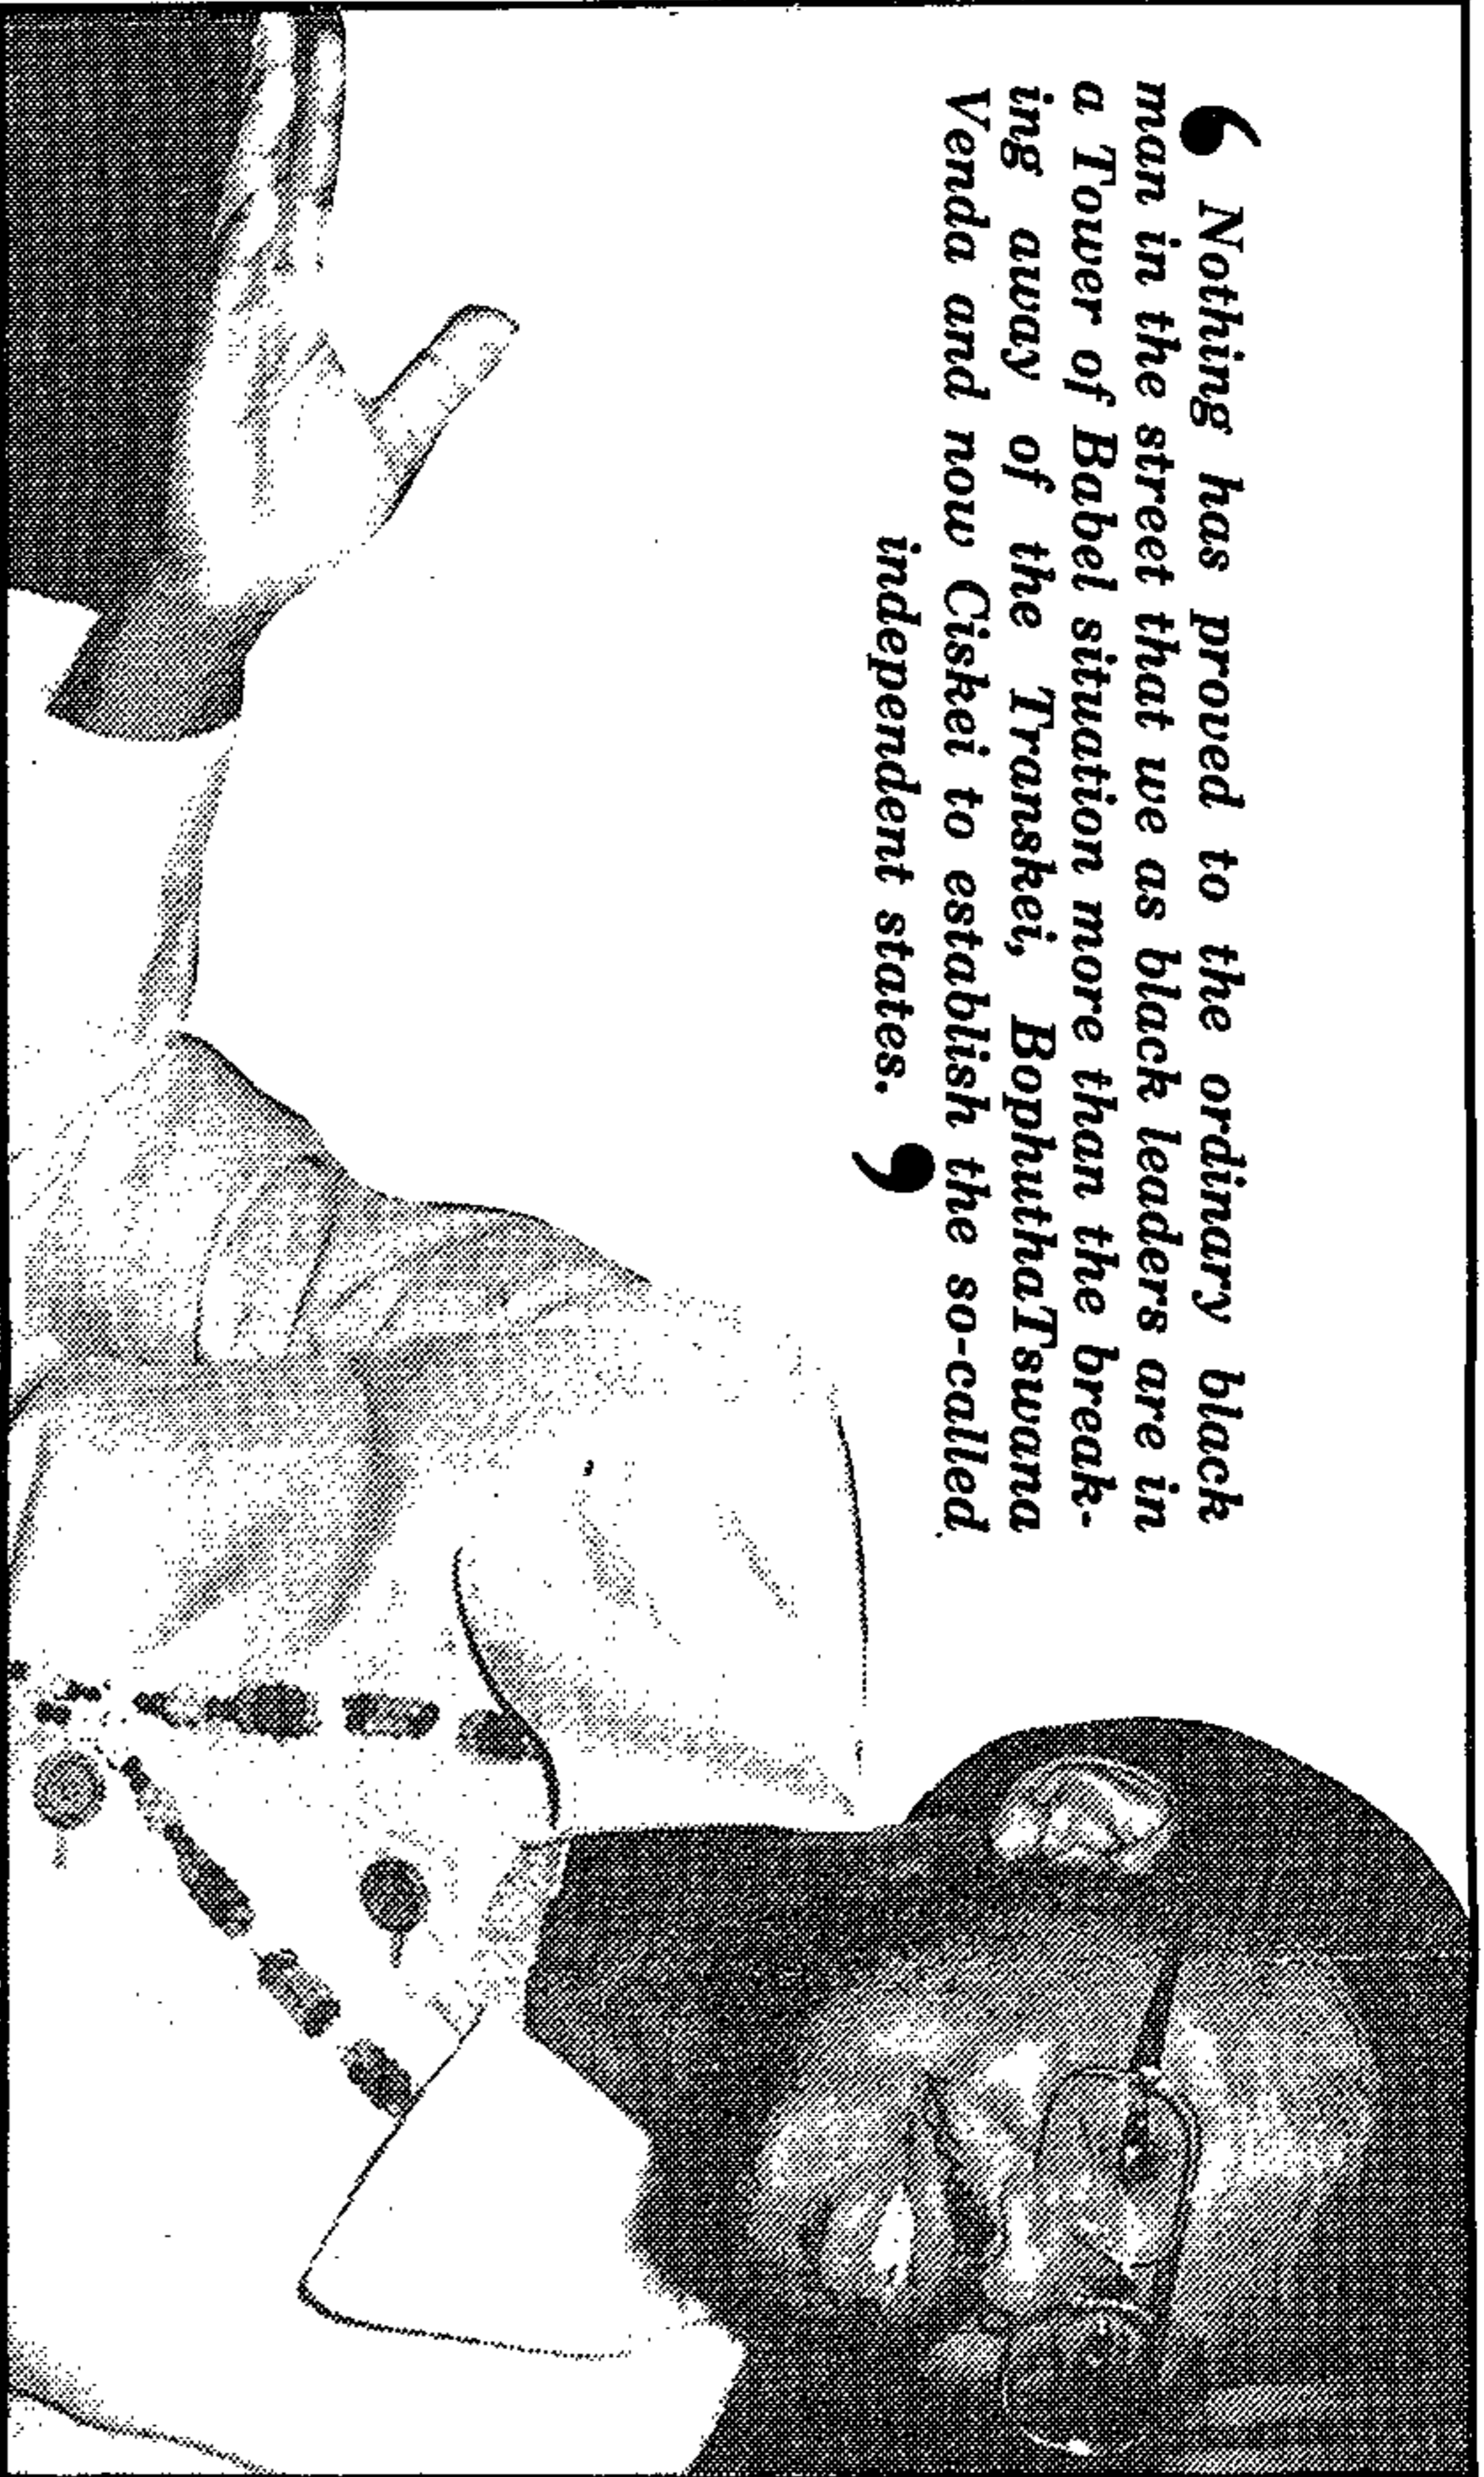 ‘ Nothing has proved to the ordinary black
man in the street that we as black leaders are in
a Tower of Babel situation more than the break-
ing away of the Transkei, BophuthaTswana
Venda and now Ciskei to establish the so-called
independent states. ’